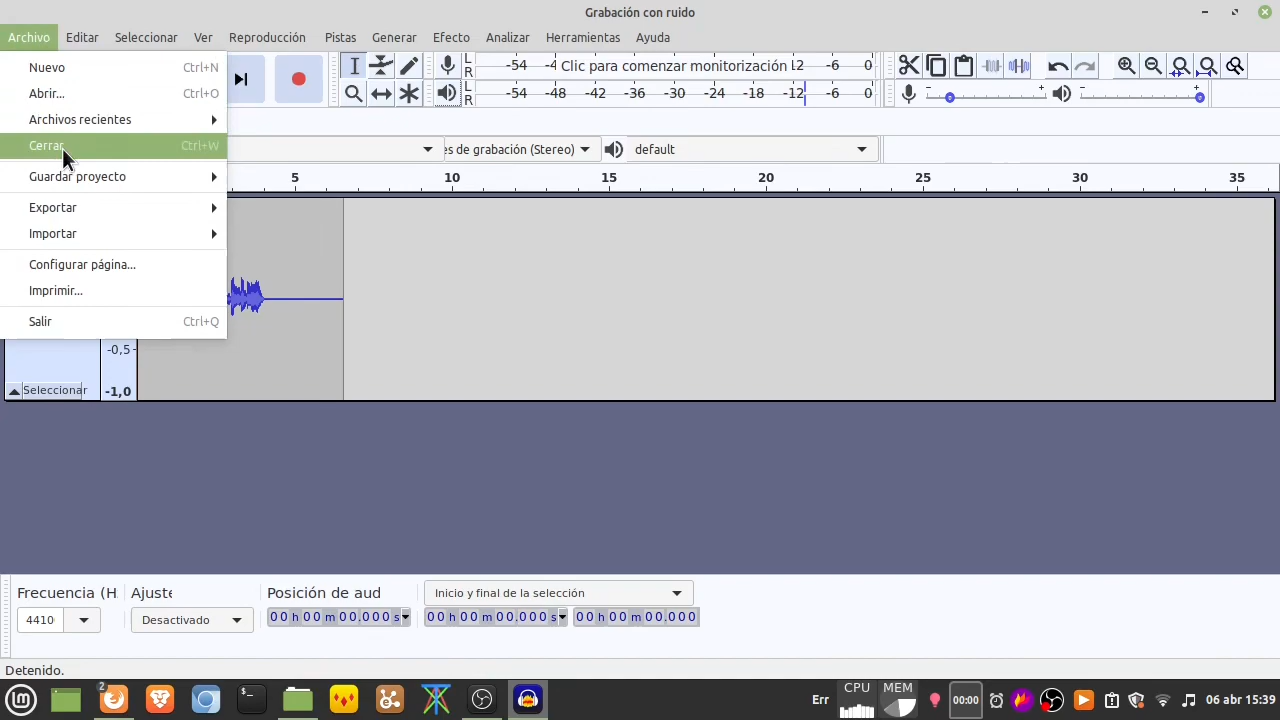 Grabación con ruido
Archivo Editar Seleccionar Ver Reproducción Pistas Generar Efecto Analizar Herramientas Ayuda
Nuevo Ctrl+N
Abrir... Ctrl+O
Archivos recientes
Cerrar Ctrl+W
Guardar proyecto
Exportar
Importar
Configurar página...
Imprimir...
Salir Ctrl+Q
L
R
-54 -4 Clic para comenzar monitorización 12 -6 0
L
R
-54 -48 -42 -36 -30 -24 -18 -12 -6 0
- + - +
es de grabación (Stereo) default
5 10 15 20 25 30 35
-0,5
-1,0
Seleccionar
Frecuencia (H Ajuste Posición de aud Inicio y final de la selección
4410 Desactivado 00 h 00 m 00.000 s 00 h 00 m 00.000 s 00 h 00 m 00.000
Detenido.
2 Err CPU MEM 00:00 06 abr 15:39